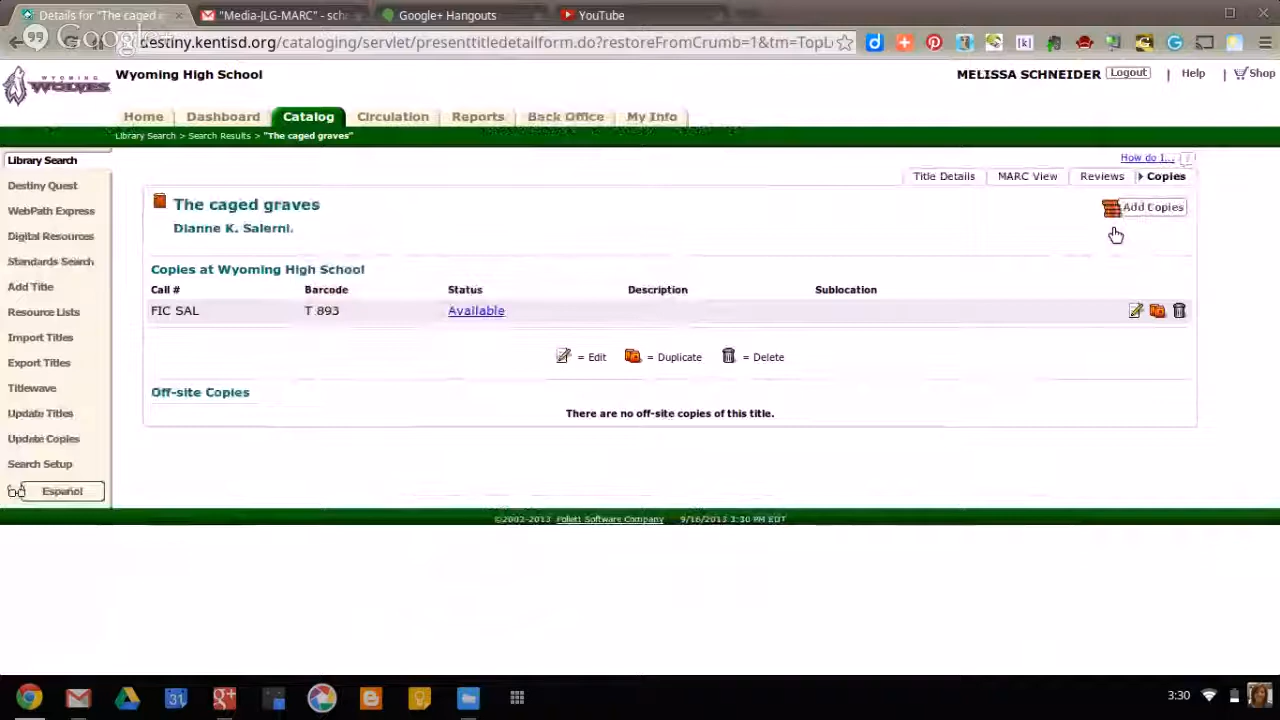 Details for "The caged g
"Media-JLG-MARC" - sch
Google+ Hangouts
YouTube
Google+
destiny.kentisd.org/cataloging/servlet/presenttitledetailform.do?restoreFromCrumb=1&tm=TopL
WYOMING
WOLVES
Wyoming High School
MELISSA SCHNEIDER Logout | Help | Shop
Home Dashboard Catalog Circulation Reports Back Office My Info
Library Search > Search Results > "The caged graves"
How do I...
Title Details MARC View Reviews Copies
Library Search
Destiny Quest
WebPath Express
Digital Resources
Standards Search
Add Title
Resource Lists
Import Titles
Export Titles
Titlewave
Update Titles
Update Copies
Search Setup
Español
The caged graves
Add Copies
Dianne K. Salerni.
Copies at Wyoming High School
Call # Barcode Status Description Sublocation
FIC SAL T 893 Available
= Edit = Duplicate = Delete
Off-site Copies
There are no off-site copies of this title.
©2002-2013 Follett Software Company 9/16/2013 3:30 PM EDT
31
3:30